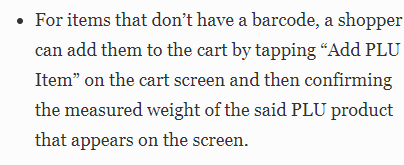 • For items that don’t have a barcode, a shopper
can add them to the cart by tapping “Add PLU
Item” on the cart screen and then confirming
the measured weight of the said PLU product
that appears on the screen.